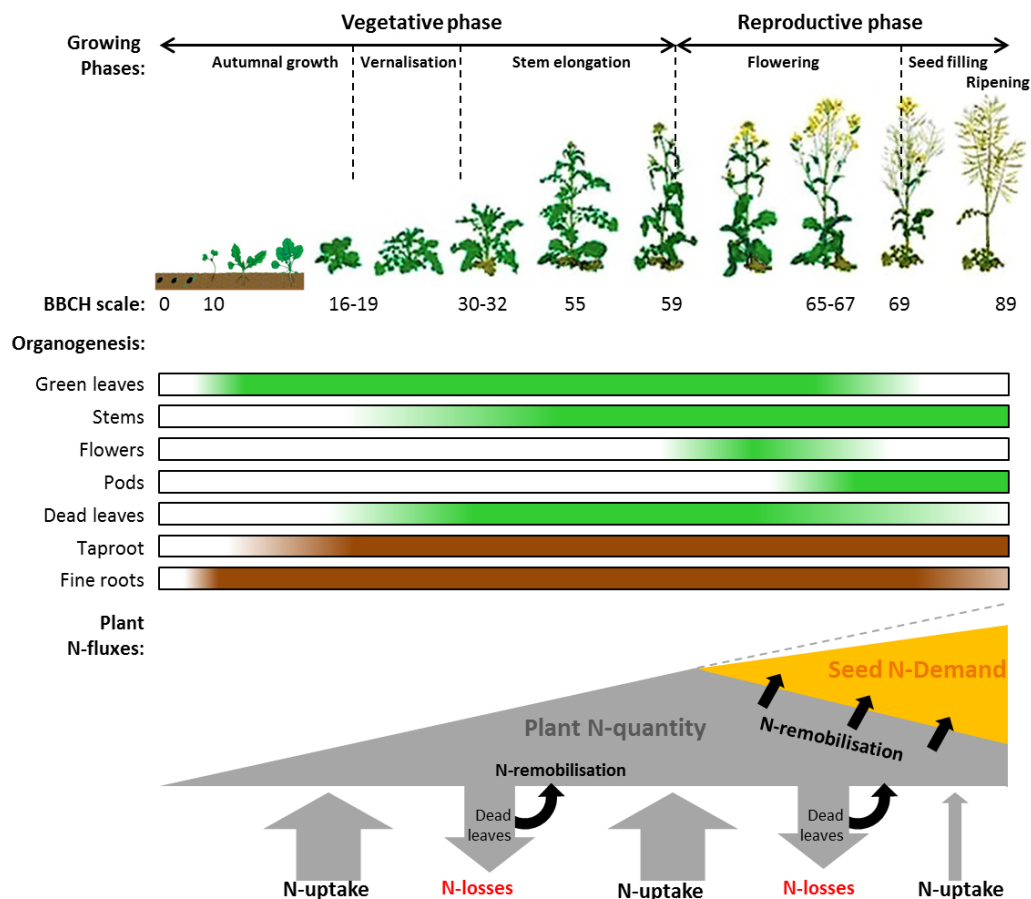 Vegetative phase
Reproductive phase
Growing
Phases:
Autumnal growth
Vernalisation
Stem elongation
Flowering
Seed filling
Ripening
BBCH scale:
0
10
16-19
30-32
55
59
65-67
69
89
Organogenesis:
Green leaves
Stems
Flowers
Pods
Dead leaves
Taproot
Fine roots
Plant
N-fluxes:
Seed N-Demand
Plant N-quantity
N-remobilisation
N-remobilisation
Dead
leaves
Dead
leaves
N-uptake
N-losses
N-uptake
N-losses
N-uptake